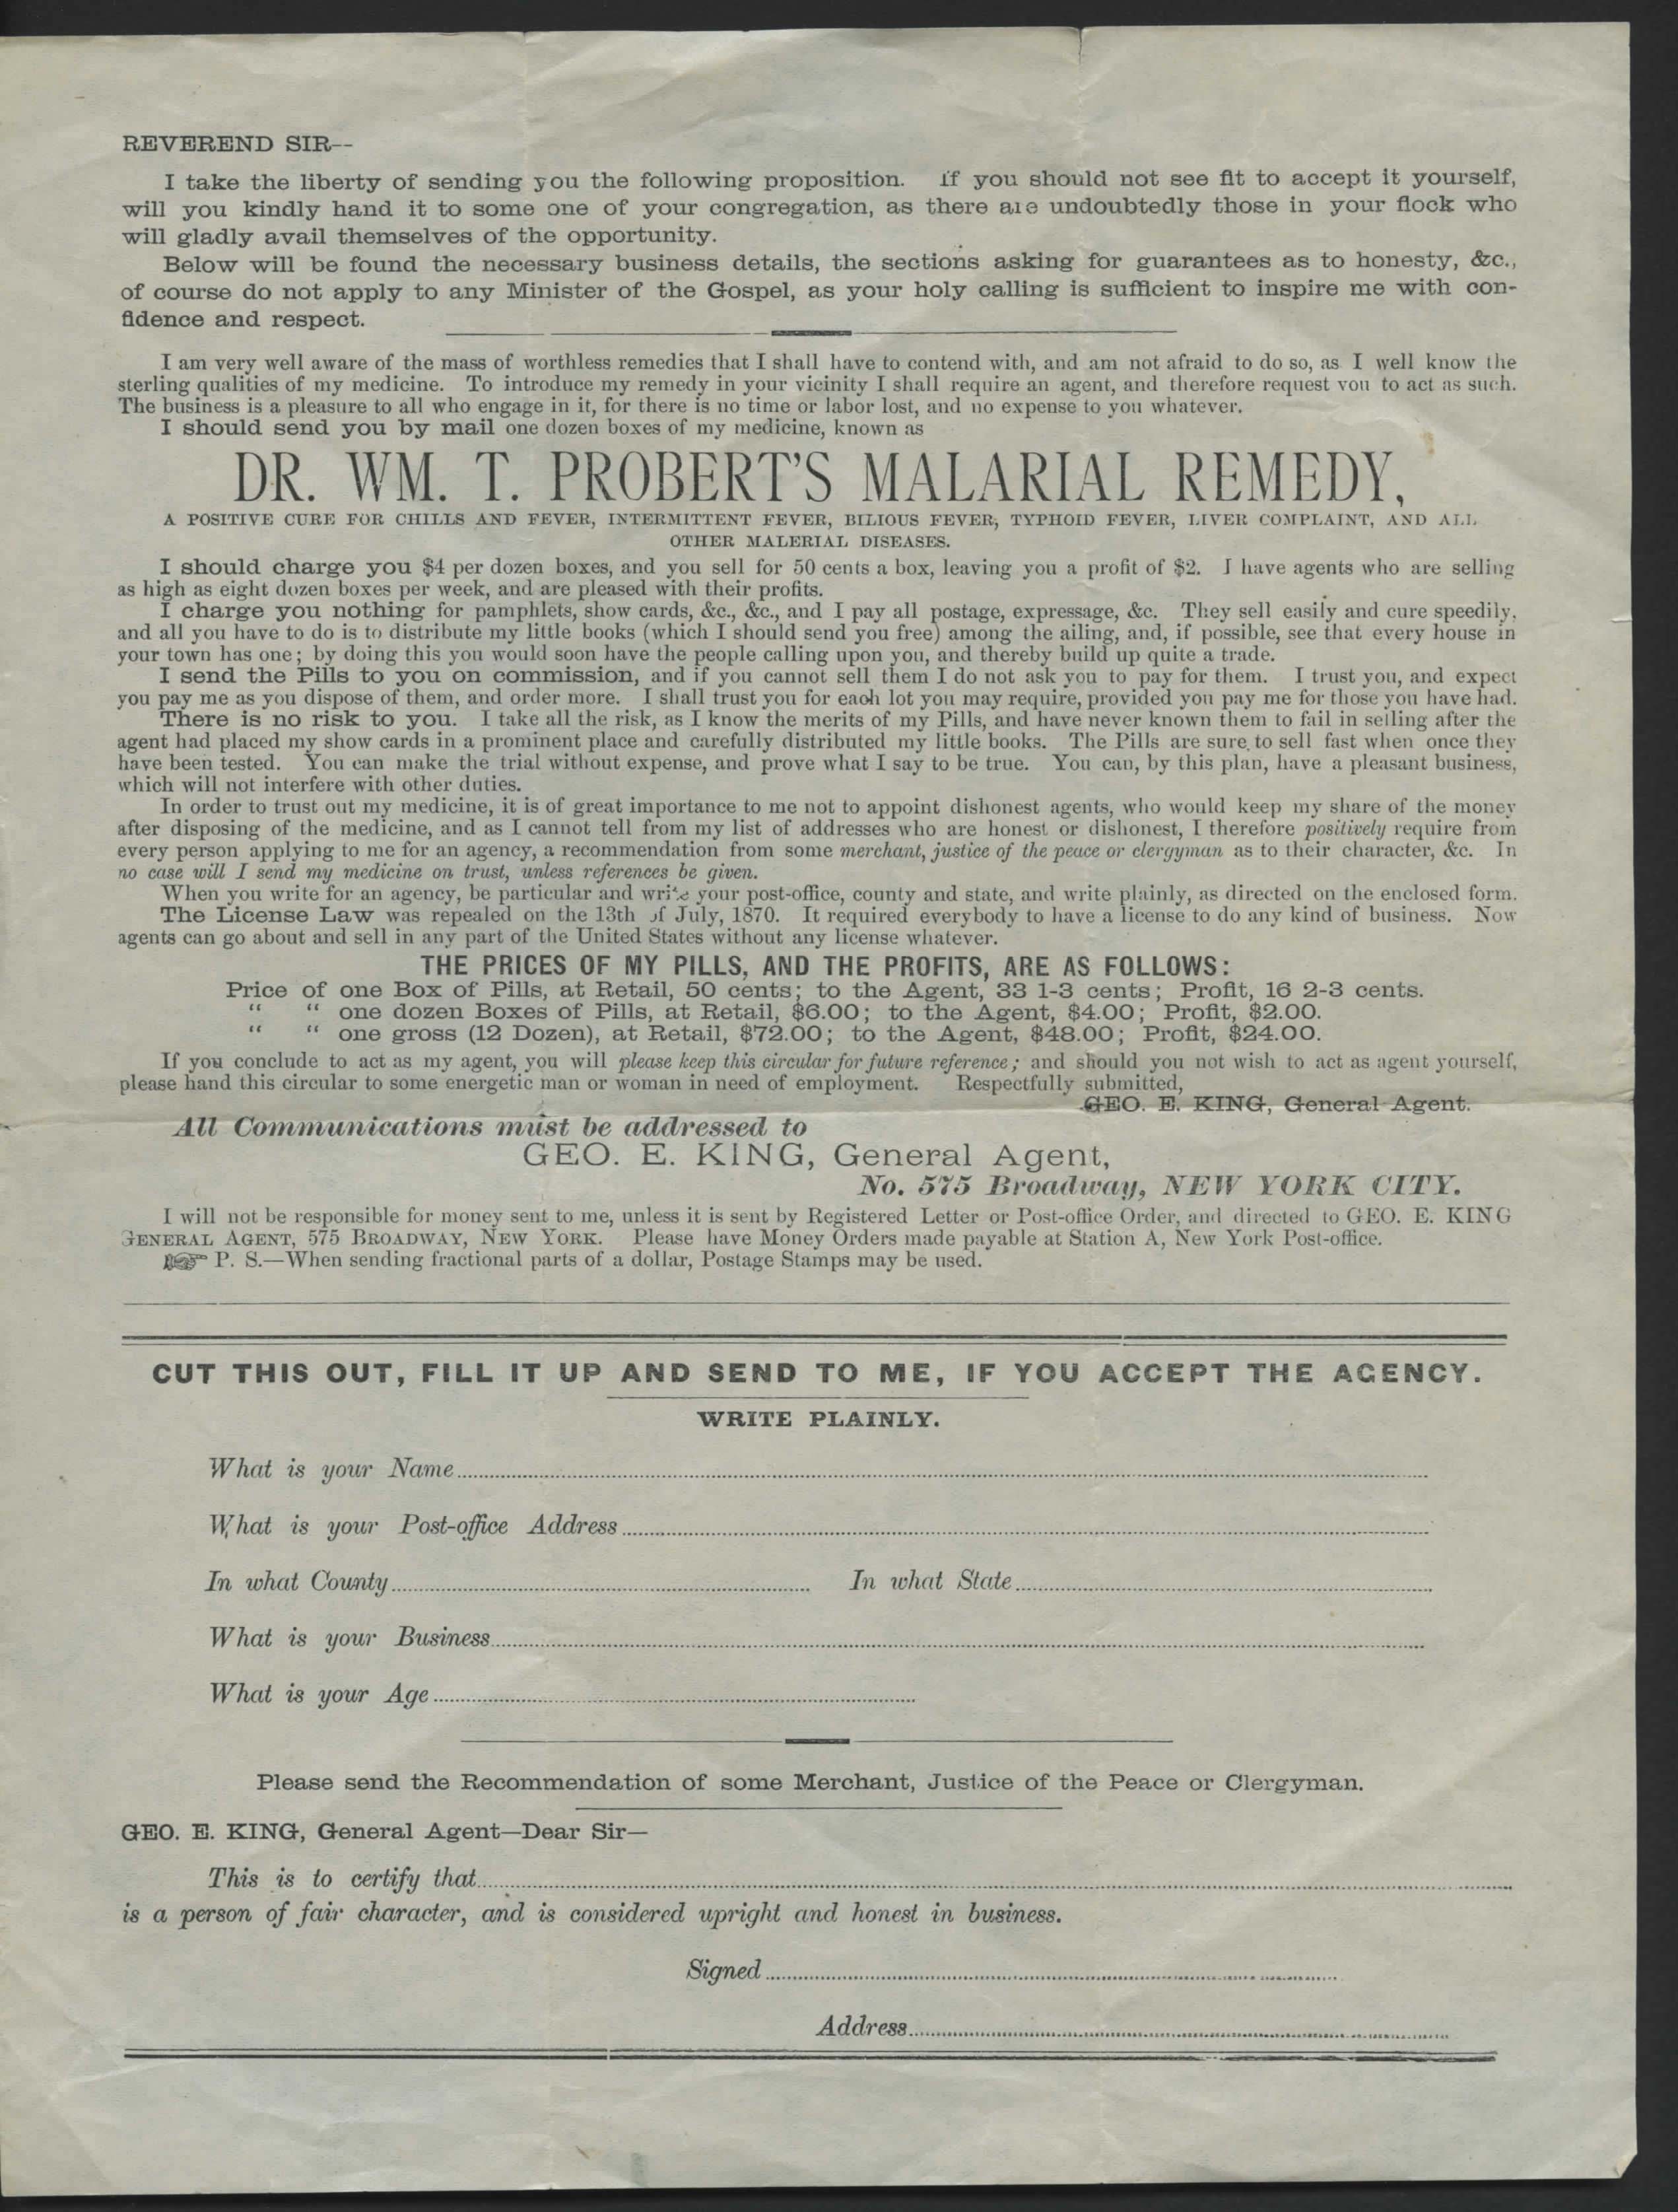 REVEREND SIR--
I take the liberty of sending you the following proposition. If you should not see fit to accept it yourself,
will you kindly hand it to some one of your congregation, as there are undoubtedly those in your flock who
will gladly avail themselves of the opportunity.
Below will be found the necessary business details, the sections asking for guarantees as to honesty, &c.,
of course do not apply to any Minister of the Gospel, as your holy calling is sufficient to inspire me with con-
fidence and respect.
I am very well aware of the mass of worthless remedies that I shall have to contend with, and am not afraid to do so, as I well know the
sterling qualities of my medicine. To introduce my remedy in your vicinity I shall require an agent, and therefore request you to act as such.
The business is a pleasure to all who engage in it, for there is no time or labor lost, and no expense to you whatever.
I should send you by mail one dozen boxes of my medicine, known as
DR. WM. T. PROBERT'S MALARIAL REMEDY,
A POSITIVE CURE FOR CHILLS AND FEVER, INTERMITTENT FEVER, BILIOUS FEVER, TYPHOID FEVER, LIVER COMPLAINT, AND ALL
OTHER MALERIAL DISEASES.
I should charge you $4 per dozen boxes, and you sell for 50 cents a box, leaving you a profit of $2. I have agents who are selling
as high as eight dozen boxes per week, and are pleased with their profits.
I charge you nothing for pamphlets, show cards, &c., &c., and I pay all postage, expressage, &c. They sell easily and cure speedily,
and all you have to do is to distribute my little books (which I should send you free) among the ailing, and, if possible, see that every house in
your town has one; by doing this you would soon have the people calling upon you, and thereby build up quite a trade.
I send the Pills to you on commission, and if you cannot sell them I do not ask you to pay for them. I trust you, and expect
you pay me as you dispose of them, and order more. I shall trust you for each lot you may require, provided you pay me for those you have had.
There is no risk to you. I take all the risk, as I know the merits of my Pills, and have never known them to fail in selling after the
agent had placed my show cards in a prominent place and carefully distributed my little books. The Pills are sure to sell fast when once they
have been tested. You can make the trial without expense, and prove what I say to be true. You can, by this plan, have a pleasant business,
which will not interfere with other duties.
In order to trust out my medicine, it is of great importance to me not to appoint dishonest agents, who would keep my share of the money
after disposing of the medicine, and as I cannot tell from my list of addresses who are honest or dishonest, I therefore positively require from
every person applying to me for an agency, a recommendation from some merchant, justice of the peace or clergyman as to their character, &c. In
no case will I send my medicine on trust, unless references be given.
When you write for an agency, be particular and write your post-office, county and state, and write plainly, as directed on the enclosed form.
The License Law was repealed on the 13th of July, 1870. It required everybody to have a license to do any kind of business. Now
agents can go about and sell in any part of the United States without any license whatever.
THE PRICES OF MY PILLS, AND THE PROFITS, ARE AS FOLLOWS:
Price of one Box of Pills, at Retail, 50 cents; to the Agent, 33 1-3 cents; Profit, 16 2-3 cents.
" " one dozen Boxes of Pills, at Retail, $6.00; to the Agent, $4.00; Profit, $2.00.
" " one gross (12 Dozen), at Retail, $72.00; to the Agent, $48.00; Profit, $24.00.
If you conclude to act as my agent, you will please keep this circular for future reference; and should you not wish to act as agent yourself,
please hand this circular to some energetic man or woman in need of employment. Respectfully submitted,
GEO. E. KING, General Agent.
All Communications must be addressed to
GEO. E. KING, General Agent,
No. 575 Broadway, NEW YORK CITY.
I will not be responsible for money sent to me, unless it is sent by Registered Letter or Post-office Order, and directed to GEO. E. KING
GENERAL AGENT, 575 BROADWAY, NEW YORK. Please have Money Orders made payable at Station A, New York Post-office.
☞ P. S.—When sending fractional parts of a dollar, Postage Stamps may be used.
CUT THIS OUT, FILL IT UP AND SEND TO ME, IF YOU ACCEPT THE AGENCY.
WRITE PLAINLY.
What is your Name
What is your Post-office Address
In what County In what State
What is your Business
What is your Age
Please send the Recommendation of some Merchant, Justice of the Peace or Clergyman.
GEO. E. KING, General Agent—Dear Sir—
This is to certify that
is a person of fair character, and is considered upright and honest in business.
Signed
Address